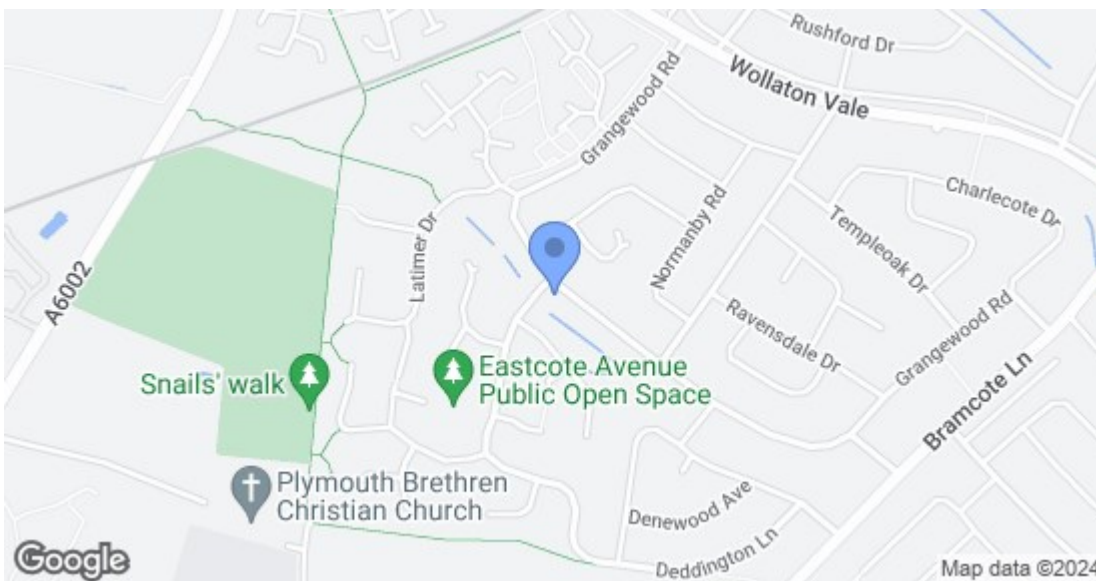 Rushford Dr
Wollaton Vale
Grangewood Rd
Charlecote Dr
Templeoak Dr
Normanby Rd
Latimer Dr
A6002
Ravensdale Dr
Grangewood Rd
Bramcote Ln
Snails' walk
Eastcote Avenue
Public Open Space
Plymouth Brethren
Christian Church
Denewood Ave
Deddington Ln
Google
Map data ©2024